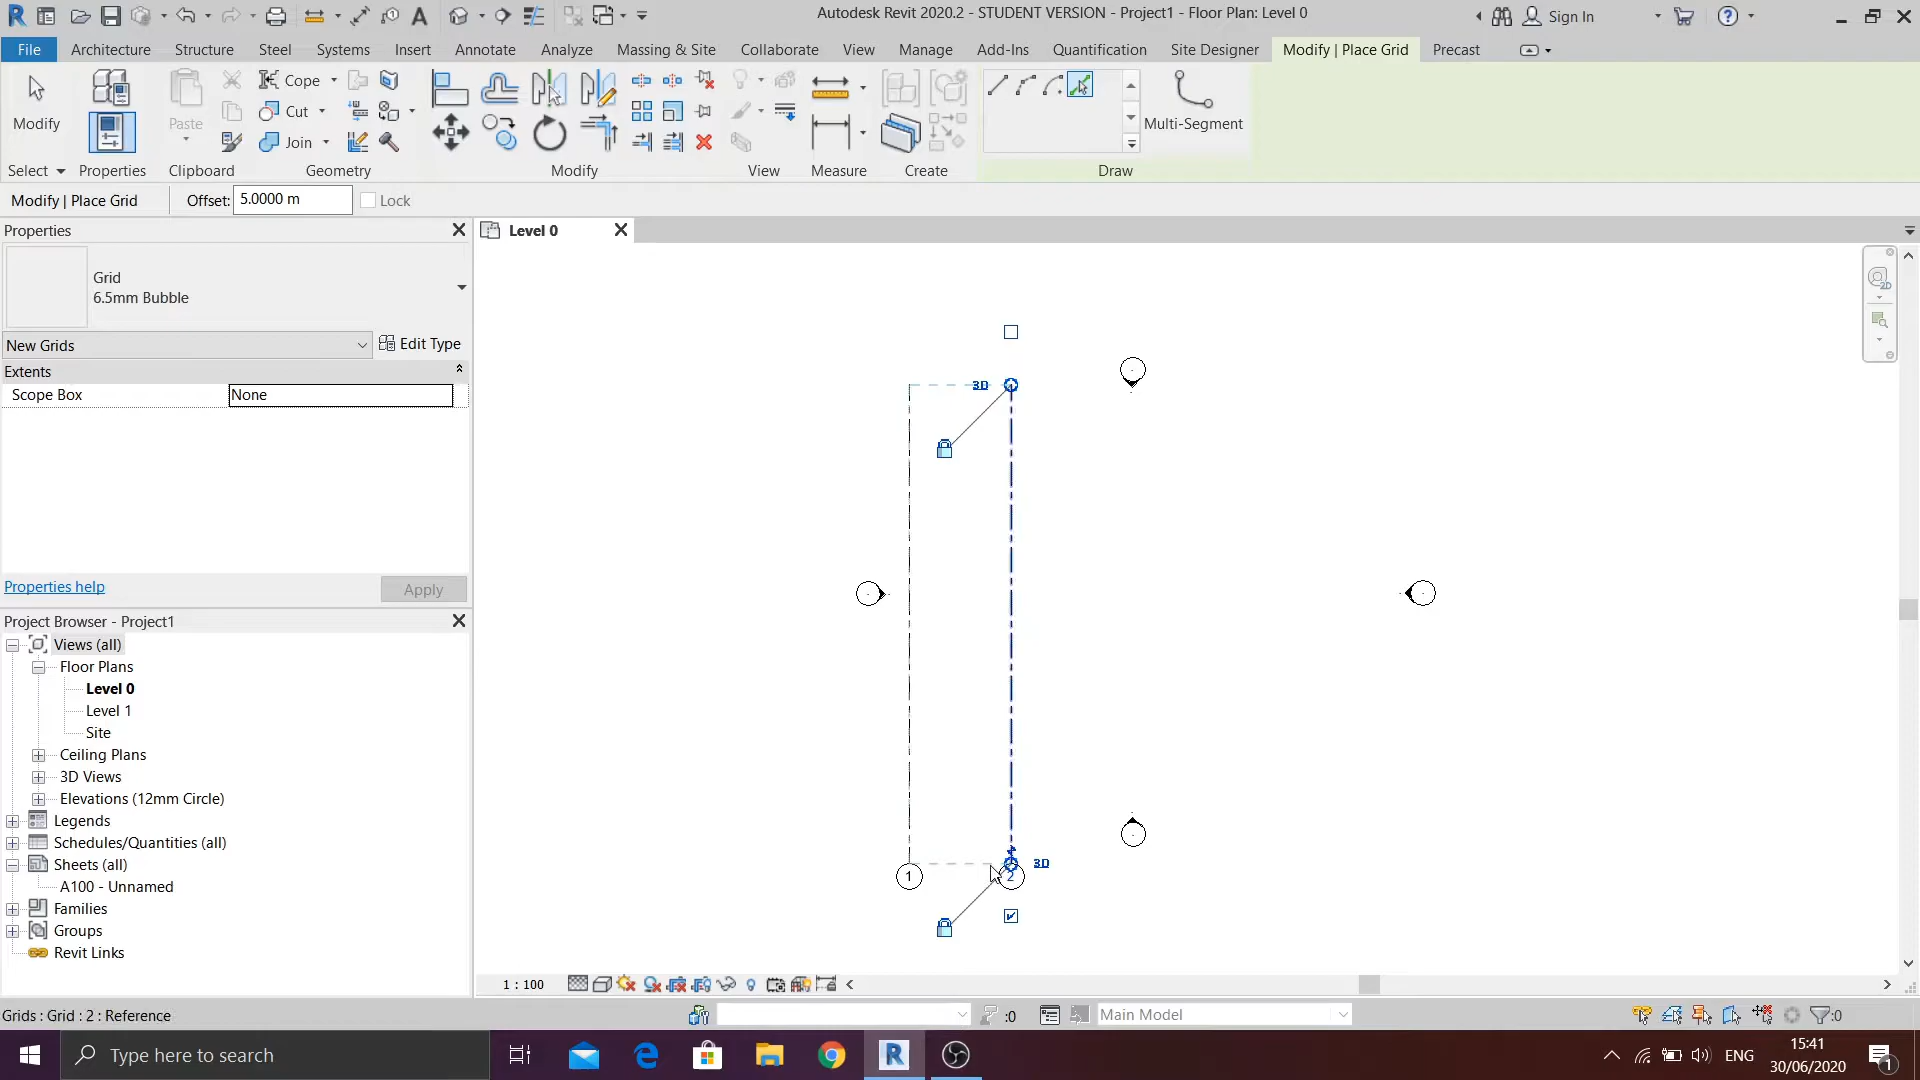 Autodesk Revit 2020.2 - STUDENT VERSION - Project1 - Floor Plan: Level 0
Sign In
File Architecture Structure Steel Systems Insert Annotate Analyze Massing & Site Collaborate View Manage Add-Ins Quantification Site Designer Modify | Place Grid Precast
Cope
Cut
Join
Modify
Paste
Multi-Segment
Select Properties Clipboard Geometry Modify View Measure Create Draw
Modify | Place Grid Offset: 5.0000 m Lock
Properties
Level 0
Grid
6.5mm Bubble
New Grids Edit Type
Extents
Scope Box None
Properties help Apply
Project Browser - Project1
Views (all)
Floor Plans
Level 0
Level 1
Site
Ceiling Plans
3D Views
Elevations (12mm Circle)
Legends
Schedules/Quantities (all)
Sheets (all)
A100 - Unnamed
Families
Groups
Revit Links
2D
3D
3D
1
2
1 : 100
Grids : Grid : 2 : Reference
:0
Main Model
:0
Type here to search
ENG
15:41
30/06/2020
1